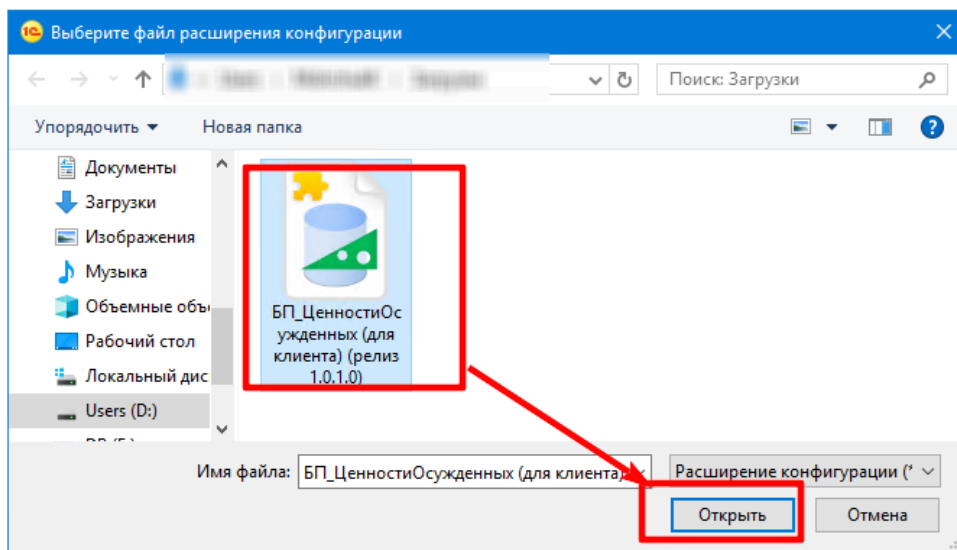 1С Выберите файл расширения конфигурации
Поиск: Загрузки
Упорядочить Новая папка
Документы
Загрузки
Изображения
Музыка
Объемные объ
Рабочий стол
Локальный дис
Users (D:)
БП_ЦенностиОс
ужденных (для
клиента) (релиз
1.0.1.0)
Имя файла: БП_ЦенностиОсужденных (для клиента) Расширение конфигурации (*
Открыть Отмена